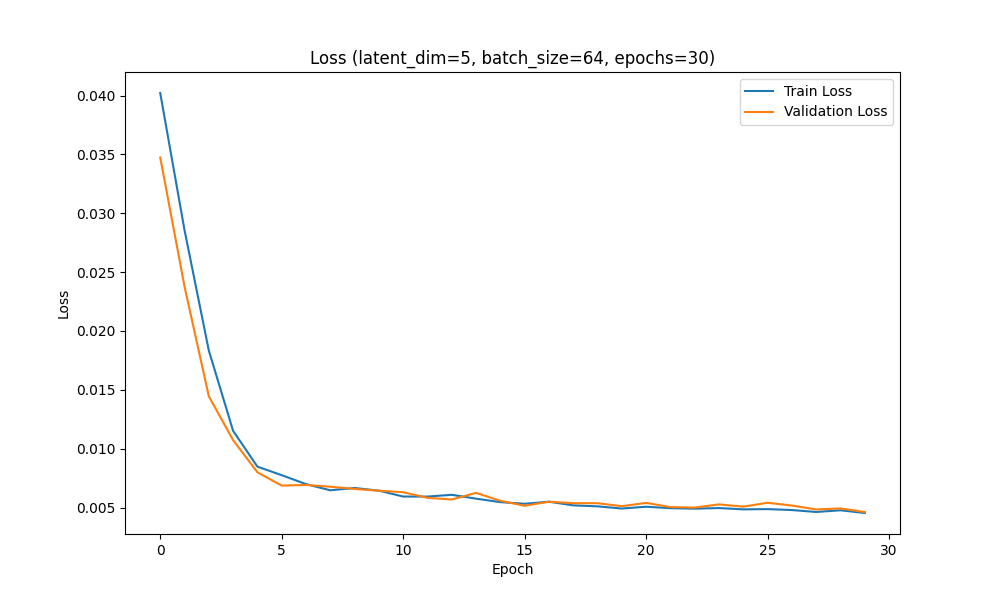 Loss (latent_dim=5, batch_size=64, epochs=30)
Train Loss
Validation Loss
0.040
0.035
0.030
0.025
0.020
0.015
0.010
0.005
Loss
0 5 10 15 20 25 30
Epoch